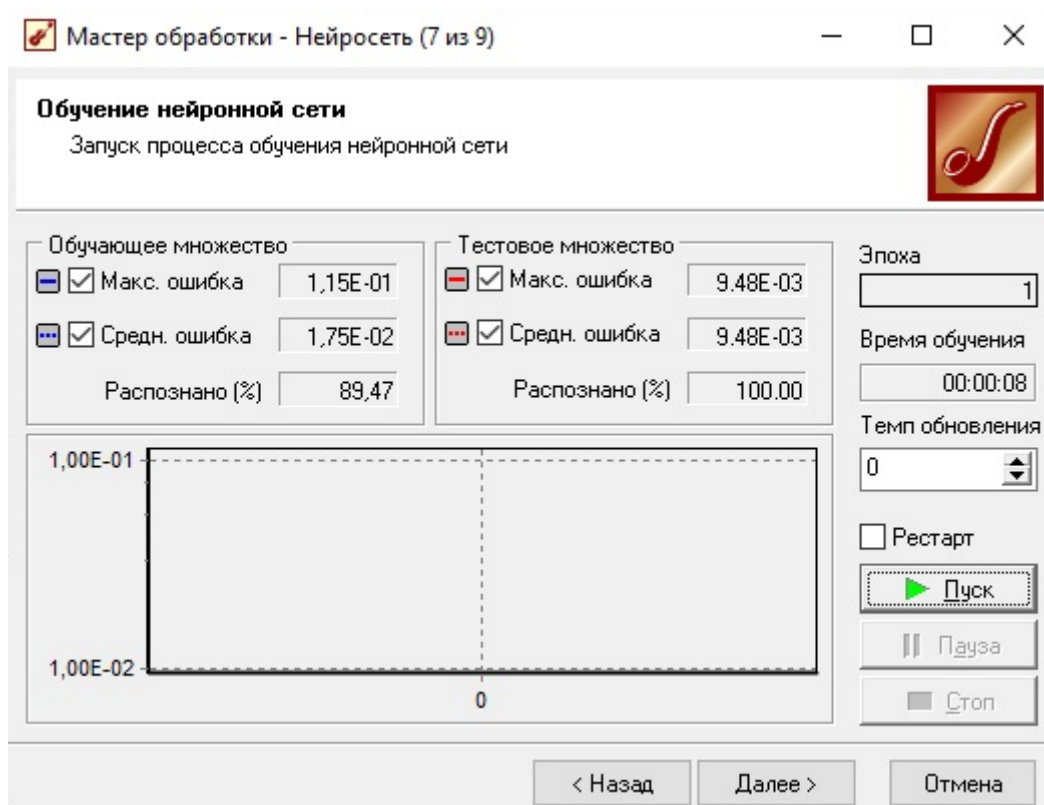 Мастер обработки - Нейросеть (7 из 9)
Обучение нейронной сети
Запуск процесса обучения нейронной сети
Обучающее множество
Макс. ошибка 1,15E-01
Средн. ошибка 1,75E-02
Распознано (%) 89,47
Тестовое множество
Макс. ошибка 9.48E-03
Средн. ошибка 9.48E-03
Распознано (%) 100.00
Эпоха
1
Время обучения
00:00:08
Темп обновления
0
Рестарт
Пуск
Пауза
Стоп
1,00E-01
1,00E-02
0
< Назад
Далее >
Отмена